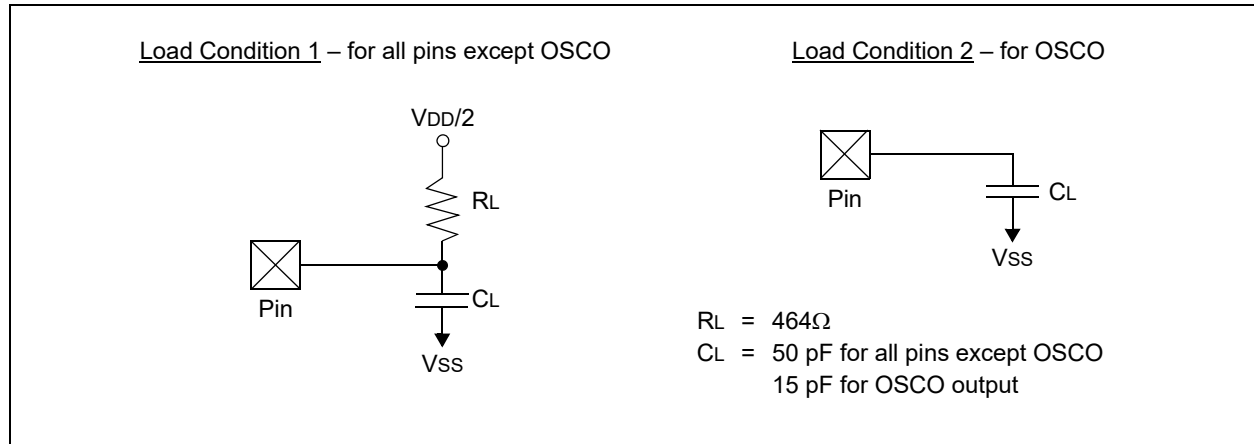 Load Condition 1 – for all pins except OSCO
VDD/2
RL
Pin
CL
VSS
Load Condition 2 – for OSCO
Pin
CL
VSS
RL = 464Ω
CL = 50 pF for all pins except OSCO
15 pF for OSCO output